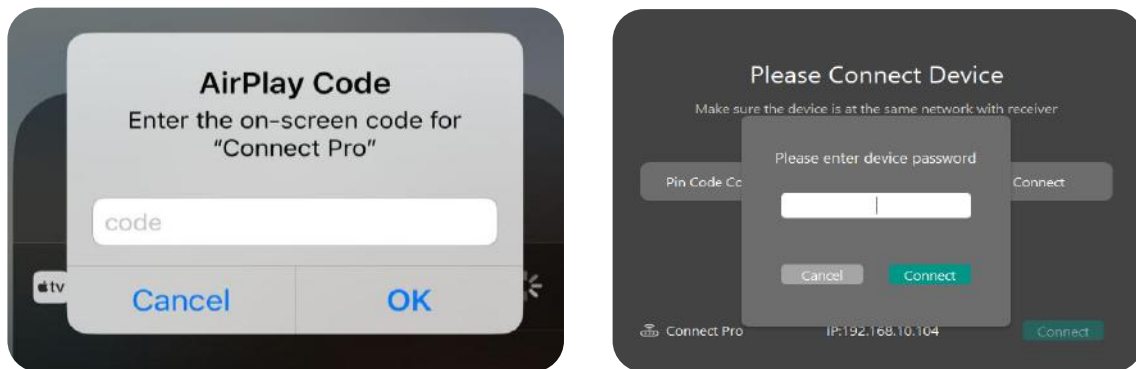 AirPlay Code
Enter the on-screen code for
“Connect Pro”
code
tv
Cancel
OK
Please Connect Device
Make sure the device is at the same network with receiver
Please enter device password
Pin Code Co
Connect
Cancel
Connect
Connect Pro
IP:192.168.10.104
Connect